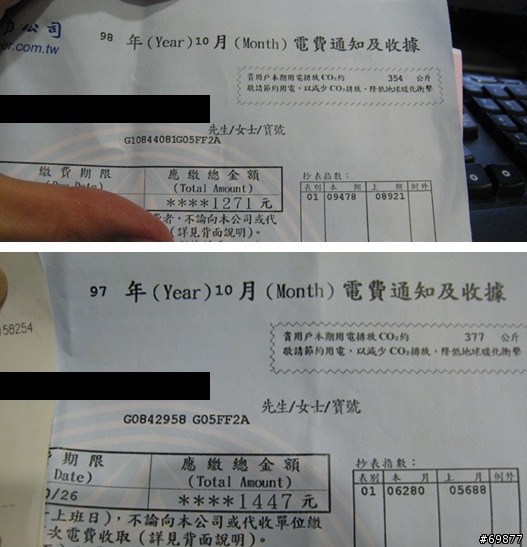 力公司
er.com.tw
98 年(Year)10月(Month)電費通知及收據
貴用戶本期用電排放CO₂約 354 公斤
敬請節約用電,以減少CO₂排放,降低地球暖化衝擊
先生/女士/寶號
G10844081G05FF2A
繳費期限 應繳總金額
(Due Date) (Total Amount)
****1271元
費者,不論向本公司或代
(詳見背面說明)。
抄表指數:
表別 本 期 上 期 例外
01 09478 08921
58254
97 年(Year)10月(Month)電費通知及收據
貴用戶本期用電排放CO₂約 377 公斤
敬請節約用電,以減少CO₂排放,降低地球暖化衝擊
先生/女士/寶號
G0842958 G05FF2A
期限 應繳總金額
Date) (Total Amount)
/26 ****1447元
上班日),不論向本公司或代收單位繳
次電費收取(詳見背面說明)。
抄表指數:
表別 本 月 上 月 例外
01 06280 05688
#69877